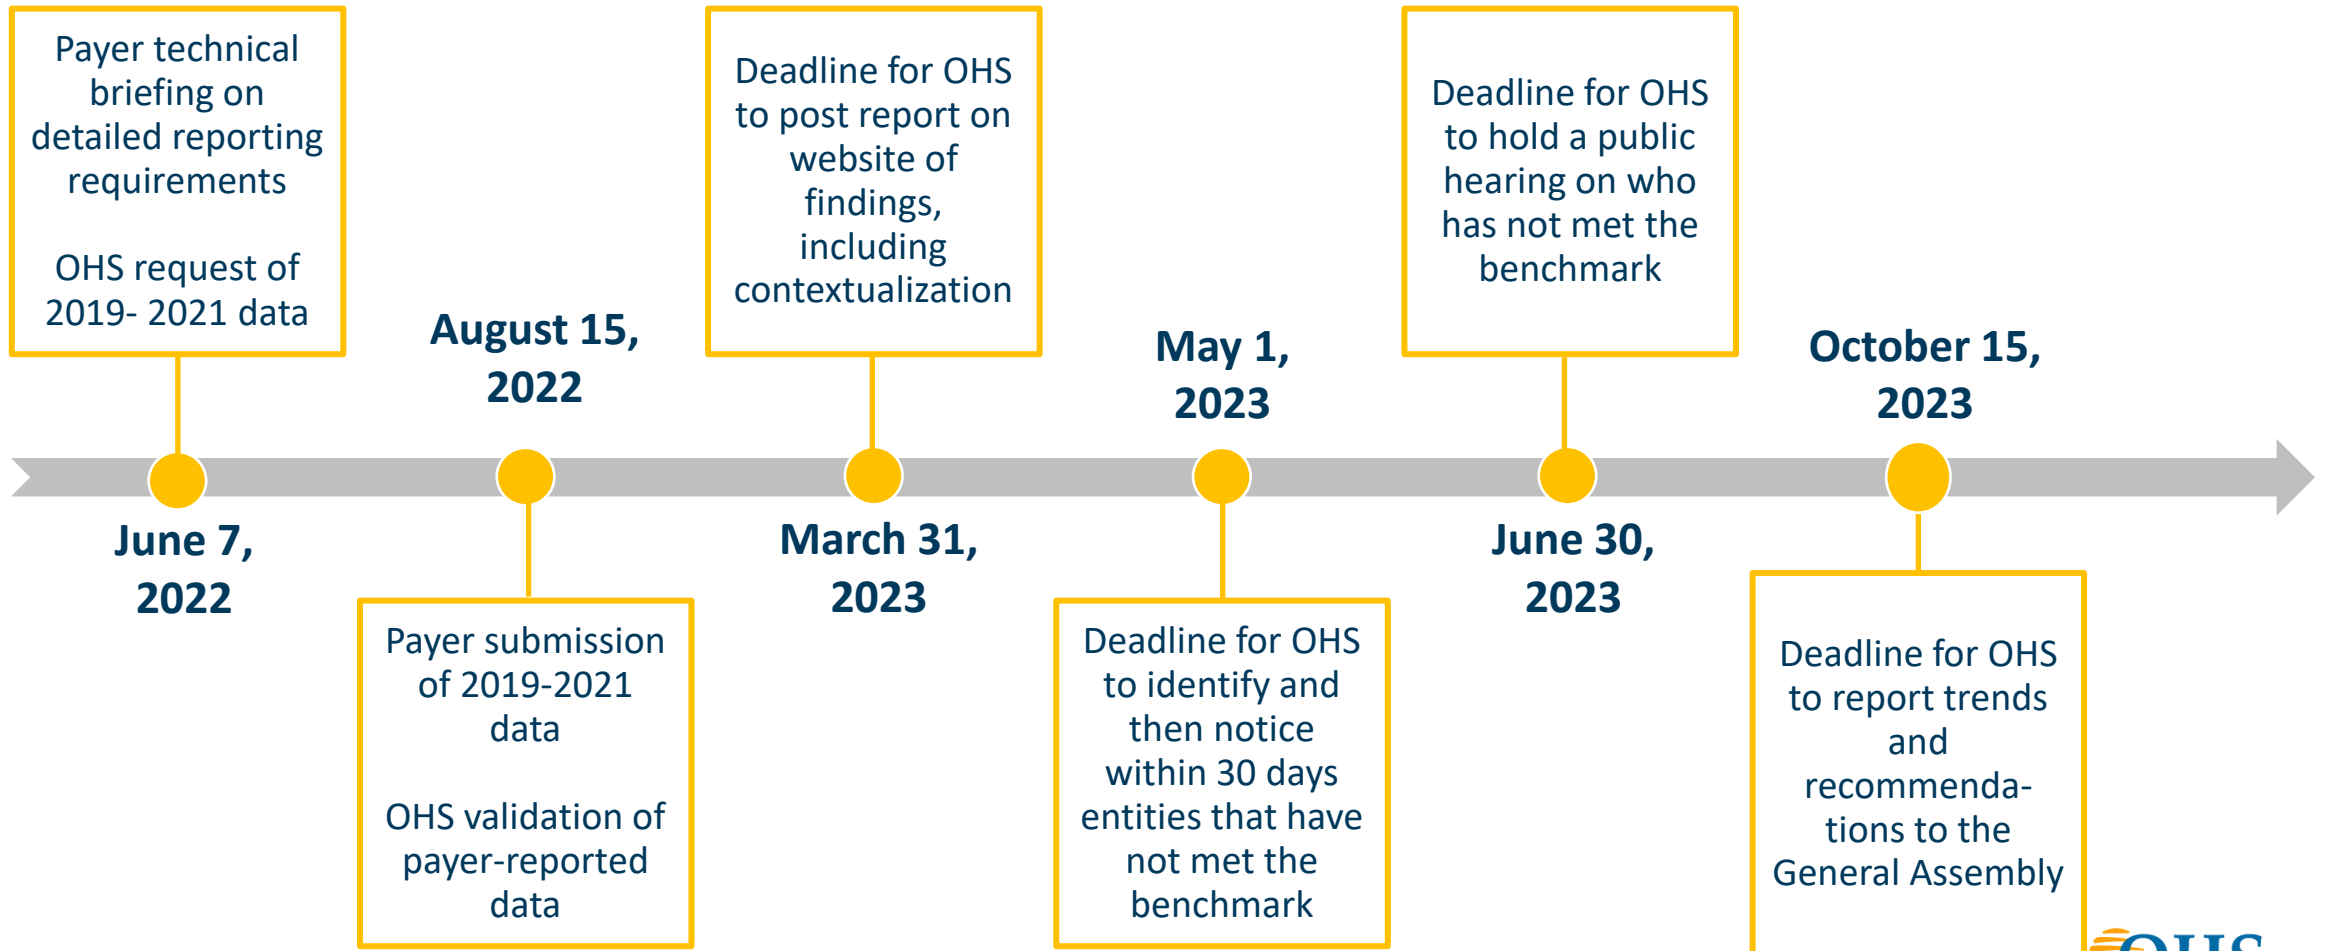 Payer technical
briefing on
detailed reporting
requirements
OHS request of
2019- 2021 data
June 7,
2022
August 15,
2022
Payer submission
of 2019-2021
data
OHS validation of
payer-reported
data
Deadline for OHS
to post report on
website of
findings,
including
contextualization
March 31,
2023
May 1,
2023
Deadline for OHS
to identify and
then notice
within 30 days
entities that have
not met the
benchmark
Deadline for OHS
to hold a public
hearing on who
has not met the
benchmark
June 30,
2023
October 15,
2023
Deadline for OHS
to report trends
and
recommenda-
tions to the
General Assembly
OHS